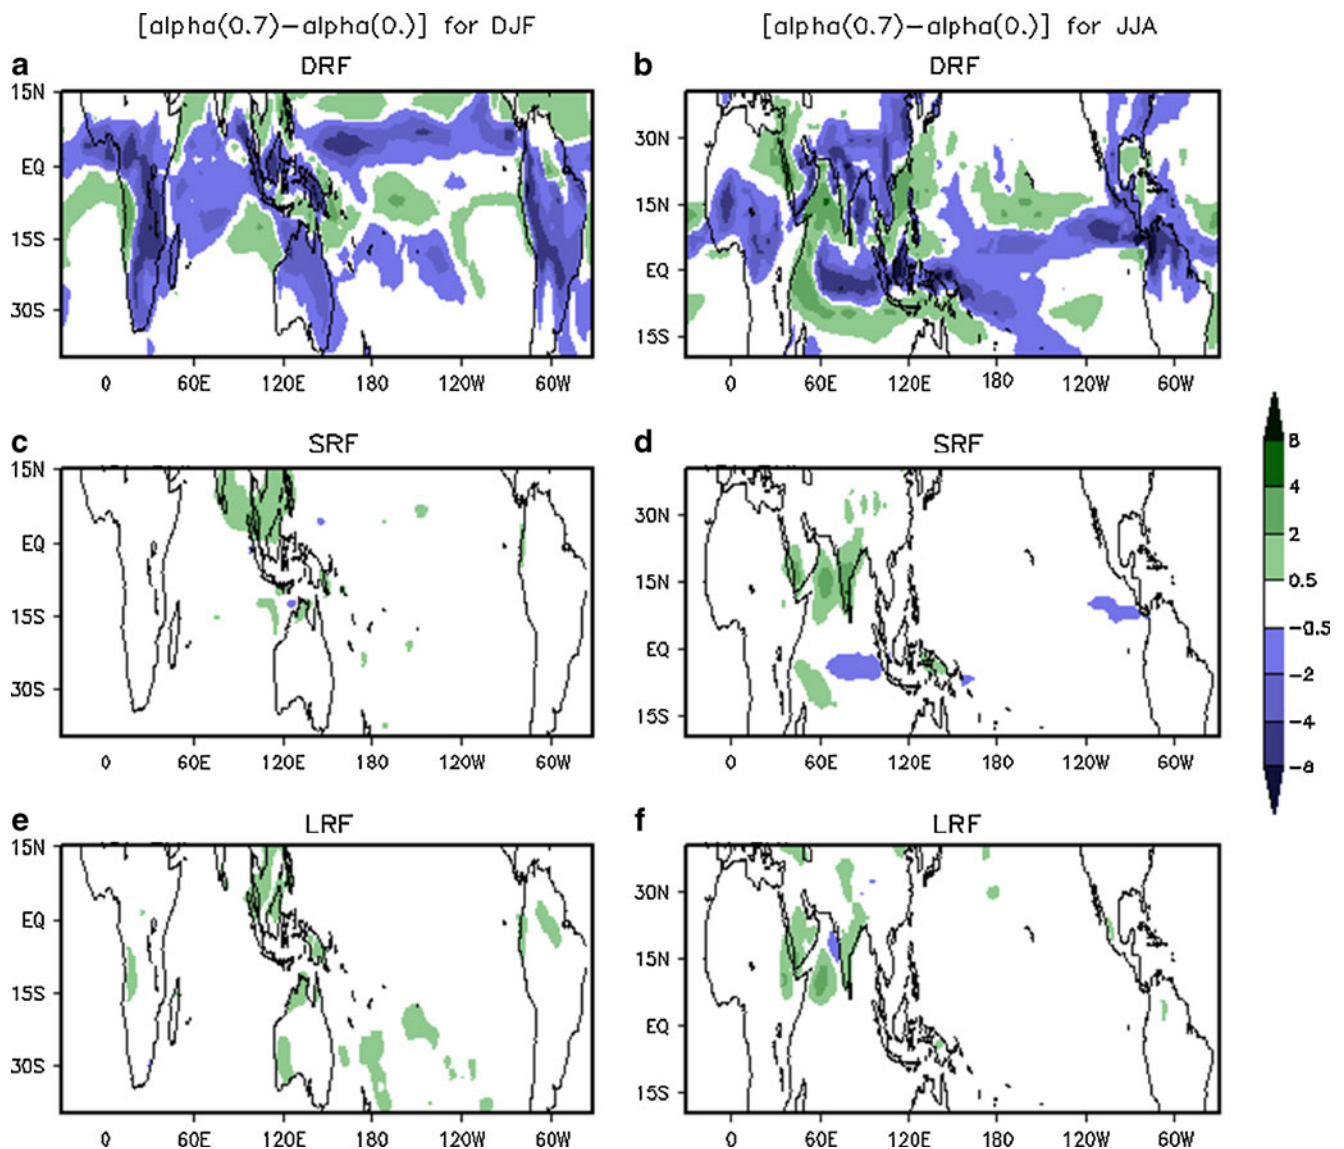 [alpha(0.7)-alpha(0.)] for DJF
[alpha(0.7)-alpha(0.)] for JJA
a
DRF
15N
EQ
15S
30S
0
60E
120E
180
120W
60W
b
DRF
30N
15N
EQ
15S
0
60E
120E
180
120W
60W
c
SRF
15N
EQ
15S
30S
0
60E
120E
180
120W
60W
d
SRF
30N
15N
EQ
15S
0
60E
120E
180
120W
60W
8
4
2
0.5
-0.5
-2
-4
-8
e
LRF
15N
EQ
15S
30S
0
60E
120E
180
120W
60W
f
LRF
30N
15N
EQ
15S
0
60E
120E
180
120W
60W